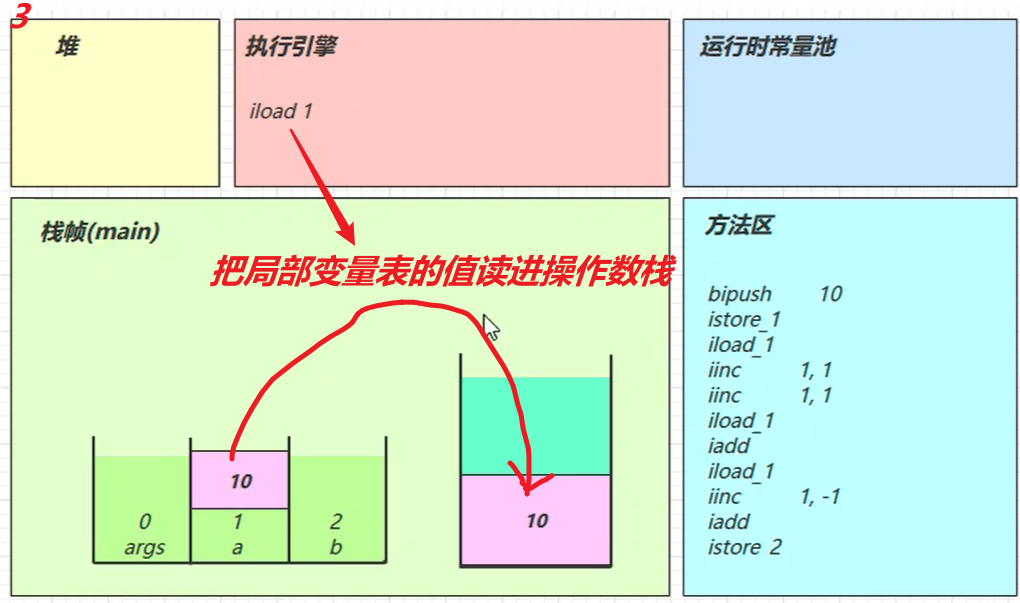 3
堆
执行引擎
iload 1
运行时常量池
栈帧(main)
把局部变量表的值读进操作数栈
10
0
args
1
a
2
b
10
方法区
bipush 10
istore_1
iload_1
iinc 1, 1
iinc 1, 1
iload_1
iadd
iload_1
iinc 1, -1
iadd
istore 2